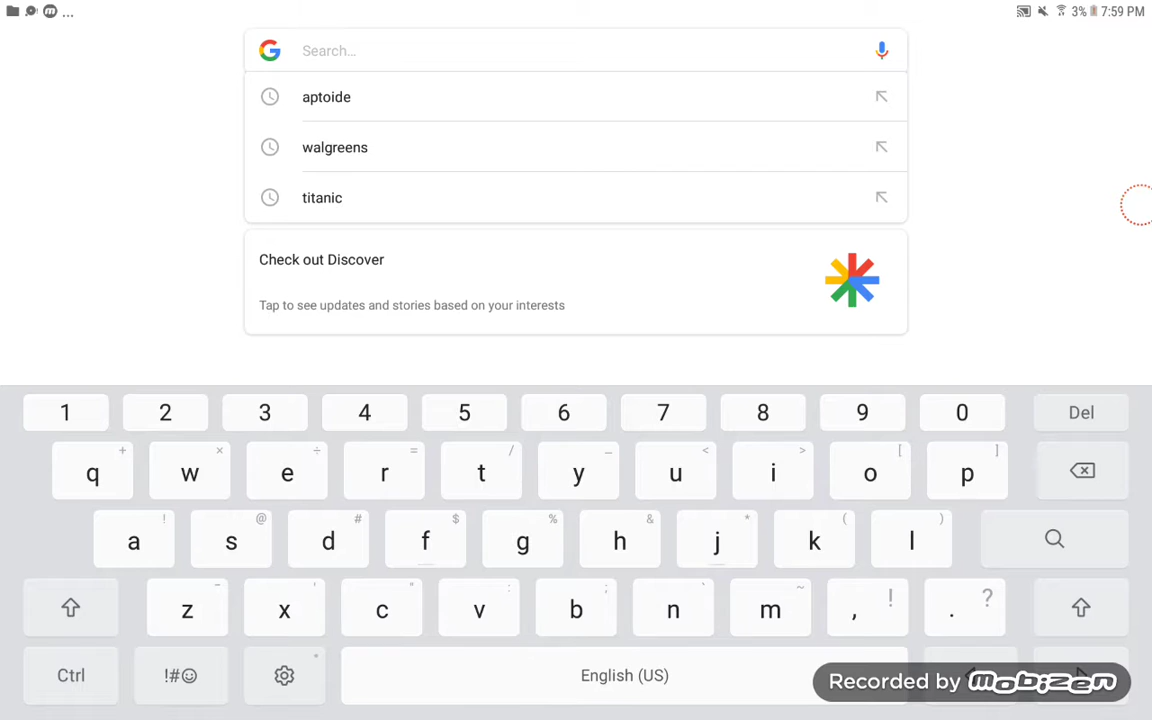 ... 3% 7:59 PM
Search...
aptoide
walgreens
titanic
Check out Discover
Tap to see updates and stories based on your interests
1 2 3 4 5 6 7 8 9 0 Del
q + w × e ÷ r = t / y _ u < i > o [ p ]
a ! s @ d # f $ g % h & j * k ( l )
z - x ' c " v : b ; n ` m ~ , ! . ?
Ctrl !#☺ English (US)
Recorded by mobizen